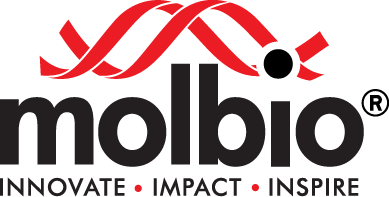 molbio®
INNOVATE • IMPACT • INSPIRE